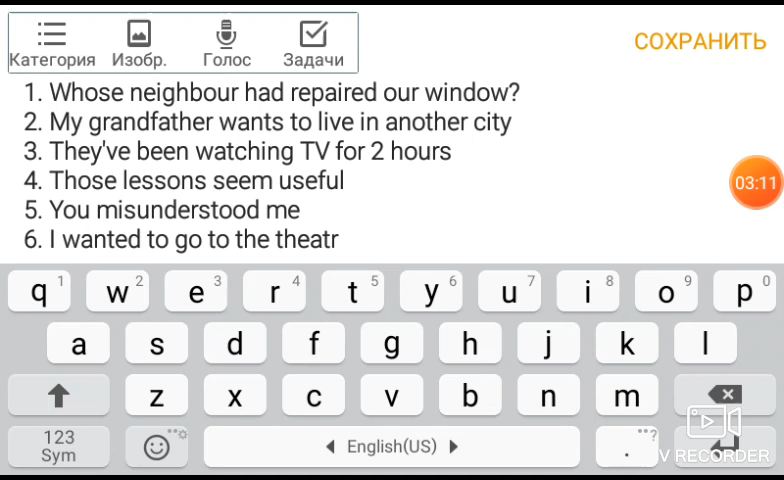 СОХРАНИТЬ
Категория Изобр. Голос Задачи
1. Whose neighbour had repaired our window?
2. My grandfather wants to live in another city
3. They've been watching TV for 2 hours
03:11
4. Those lessons seem useful
5. You misunderstood me
6. I wanted to go to the theatr
q 1 w 2 e 3 r 4 t 5 y 6 u 7 i 8 o 9 p 0
a s d f g h j k l
z x c v b n m
123 Sym English(US) . ?
V RECORDER